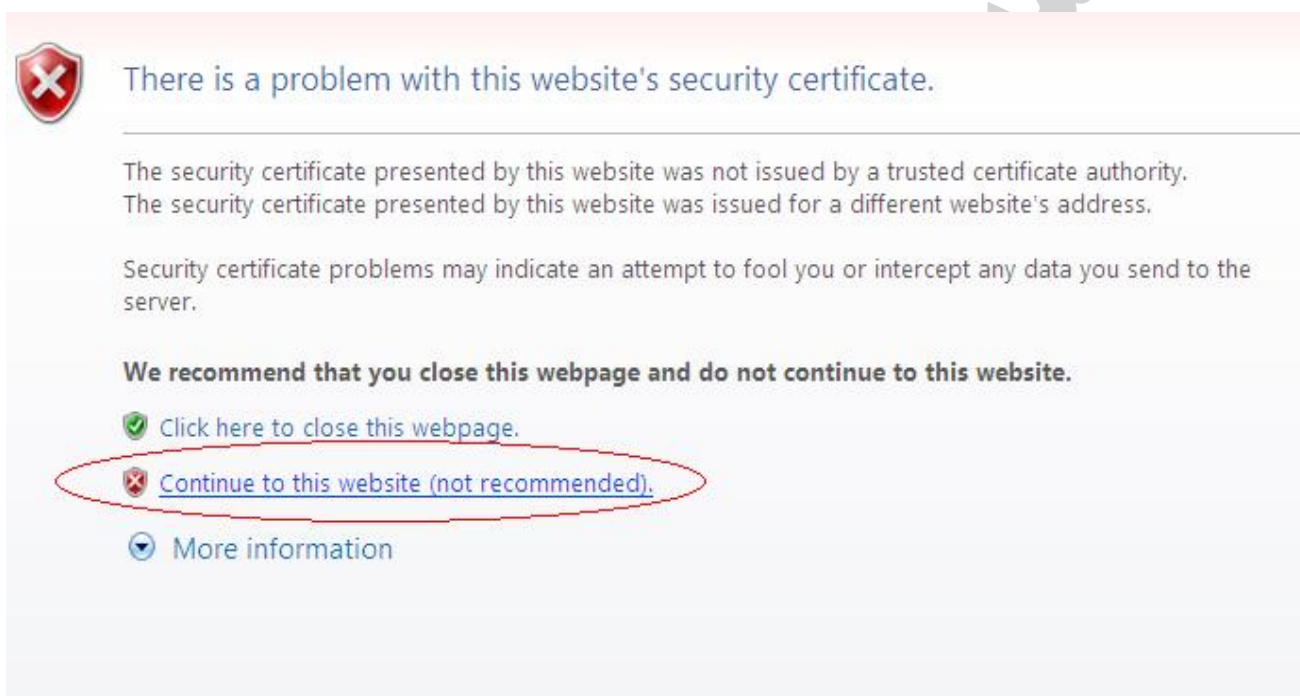 There is a problem with this website's security certificate.
The security certificate presented by this website was not issued by a trusted certificate authority.
The security certificate presented by this website was issued for a different website's address.
Security certificate problems may indicate an attempt to fool you or intercept any data you send to the
server.
We recommend that you close this webpage and do not continue to this website.
Click here to close this webpage.
Continue to this website (not recommended).
More information